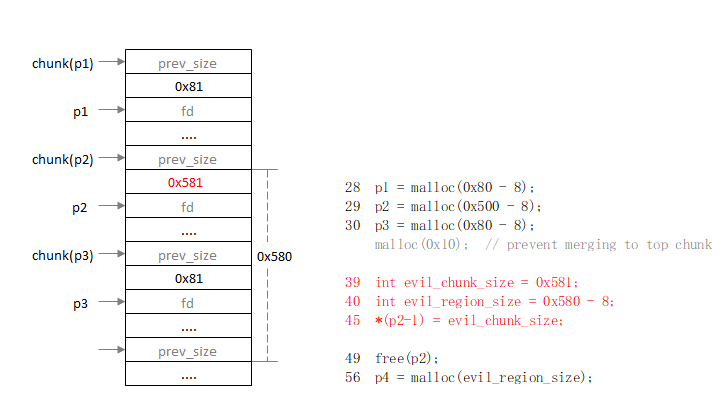 chunk(p1) prev_size
0x81
p1 fd
....
chunk(p2) prev_size
0x581
p2 fd
....
chunk(p3) prev_size
0x580
0x81
p3 fd
....
prev_size
....
28 p1 = malloc(0x80 - 8);
29 p2 = malloc(0x500 - 8);
30 p3 = malloc(0x80 - 8);
malloc(0x10); // prevent merging to top chunk
39 int evil_chunk_size = 0x581;
40 int evil_region_size = 0x580 - 8;
45 *(p2-1) = evil_chunk_size;
49 free(p2);
56 p4 = malloc(evil_region_size);